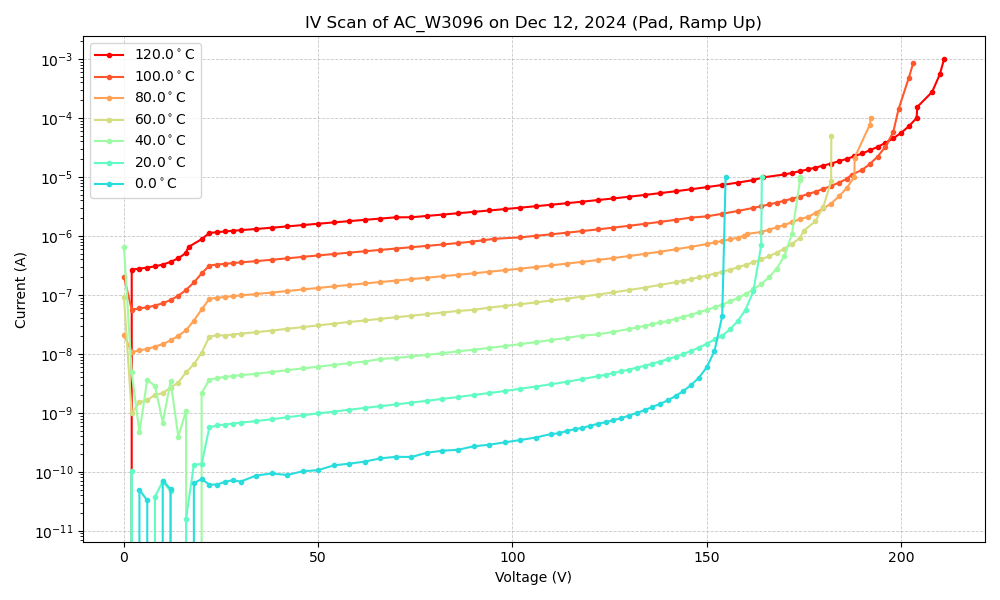 IV Scan of AC_W3096 on Dec 12, 2024 (Pad, Ramp Up)
120.0°C
100.0°C
80.0°C
60.0°C
40.0°C
20.0°C
0.0°C
10⁻³
10⁻⁴
10⁻⁵
10⁻⁶
10⁻⁷
10⁻⁸
10⁻⁹
10⁻¹⁰
10⁻¹¹
Current (A)
0 50 100 150 200
Voltage (V)